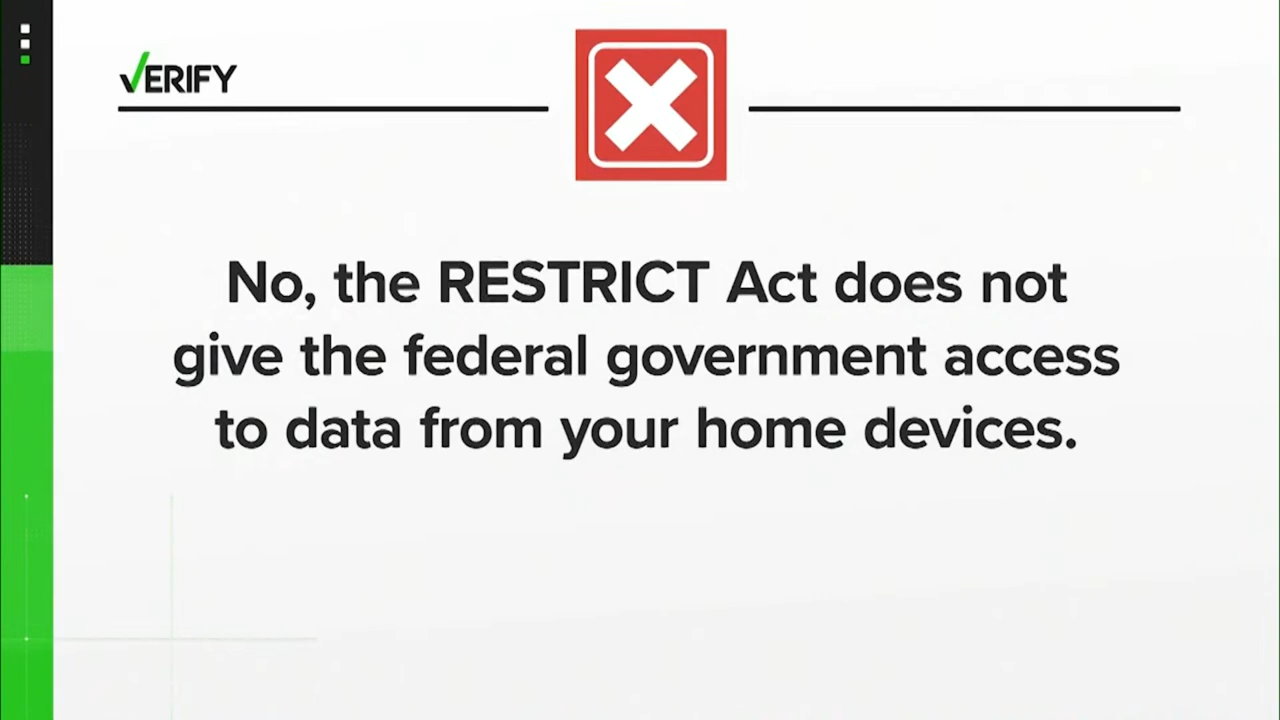 VERIFY
No, the RESTRICT Act does not
give the federal government access
to data from your home devices.